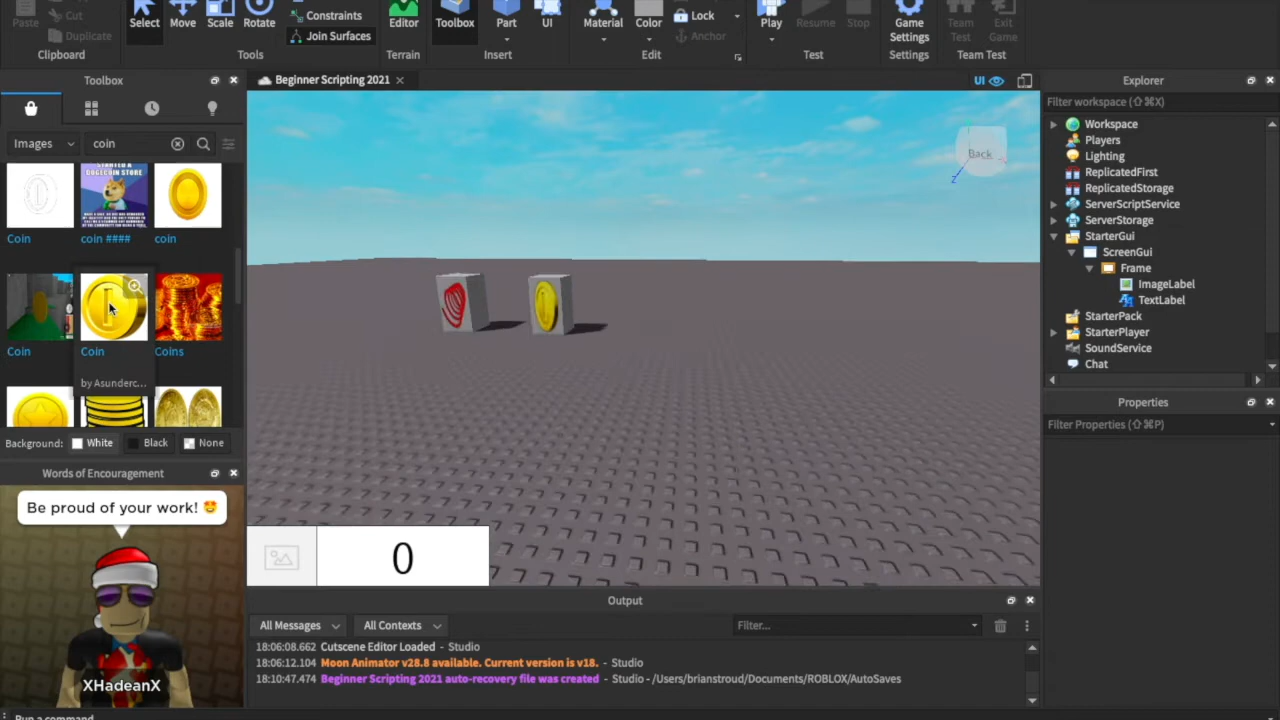 Paste
Cut
Duplicate
Clipboard
Select
Move
Scale
Rotate
Constraints
Join Surfaces
Tools
Editor
Terrain
Toolbox
Part
UI
Insert
Material
Color
Lock
Anchor
Edit
Play
Resume
Stop
Test
Game
Settings
Settings
Team
Test
Exit
Game
Team Test
Toolbox
Images
coin
STARTED A
DOGECOIN STORE
Coin
coin ####
coin
Coin
Coin
Coins
by Asunderc...
Background:
White
Black
None
Words of Encouragement
Be proud of your work! 🤩
XHadeanX
Beginner Scripting 2021
UI
Back
Z
0
Output
All Messages
All Contexts
Filter...
18:06:08.662 Cutscene Editor Loaded - Studio
18:06:12.104 Moon Animator v28.8 available. Current version is v18. - Studio
18:10:47.474 Beginner Scripting 2021 auto-recovery file was created - Studio - /Users/brianstroud/Documents/ROBLOX/AutoSaves
Run a command
Explorer
Filter workspace (⇧⌘X)
Workspace
Players
Lighting
ReplicatedFirst
ReplicatedStorage
ServerScriptService
ServerStorage
StarterGui
ScreenGui
Frame
ImageLabel
TextLabel
StarterPack
StarterPlayer
SoundService
Chat
Properties
Filter Properties (⇧⌘P)